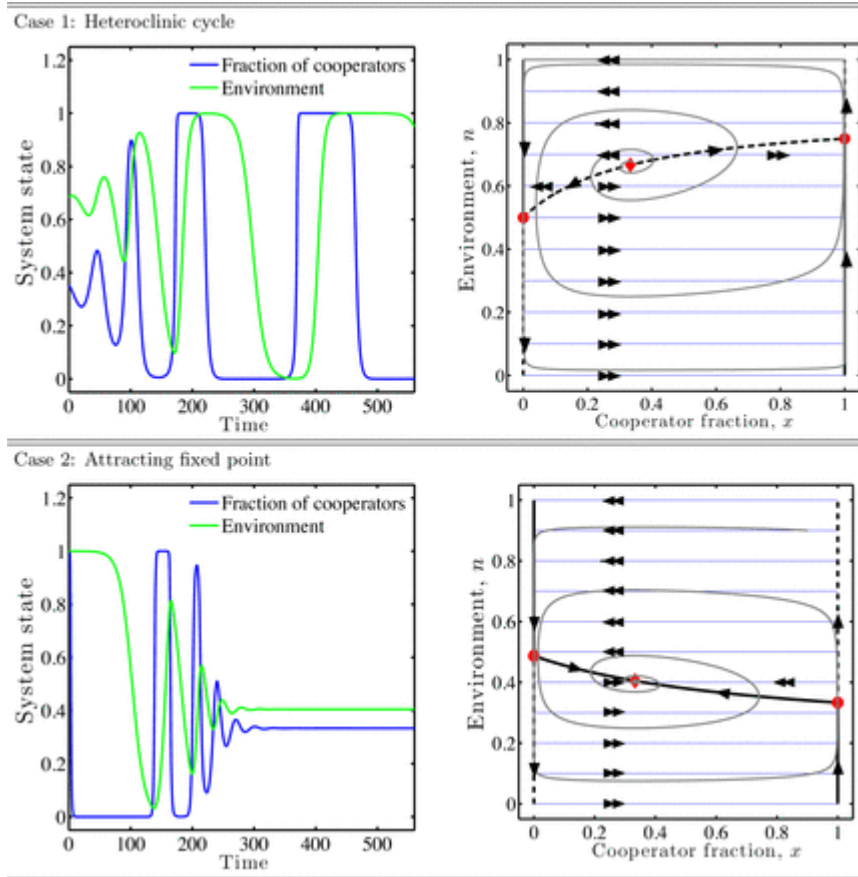 Case 1: Heteroclinic cycle
1.2
1
0.8
0.6
0.4
0.2
0
System state
Fraction of cooperators
Environment
0 100 200 300 400 500
Time
1
0.8
0.6
0.4
0.2
0
Environment, n
0 0.2 0.4 0.6 0.8 1
Cooperator fraction, x
Case 2: Attracting fixed point
1.2
1
0.8
0.6
0.4
0.2
0
System state
Fraction of cooperators
Environment
0 100 200 300 400 500
Time
1
0.8
0.6
0.4
0.2
0
Environment, n
0 0.2 0.4 0.6 0.8 1
Cooperator fraction, x